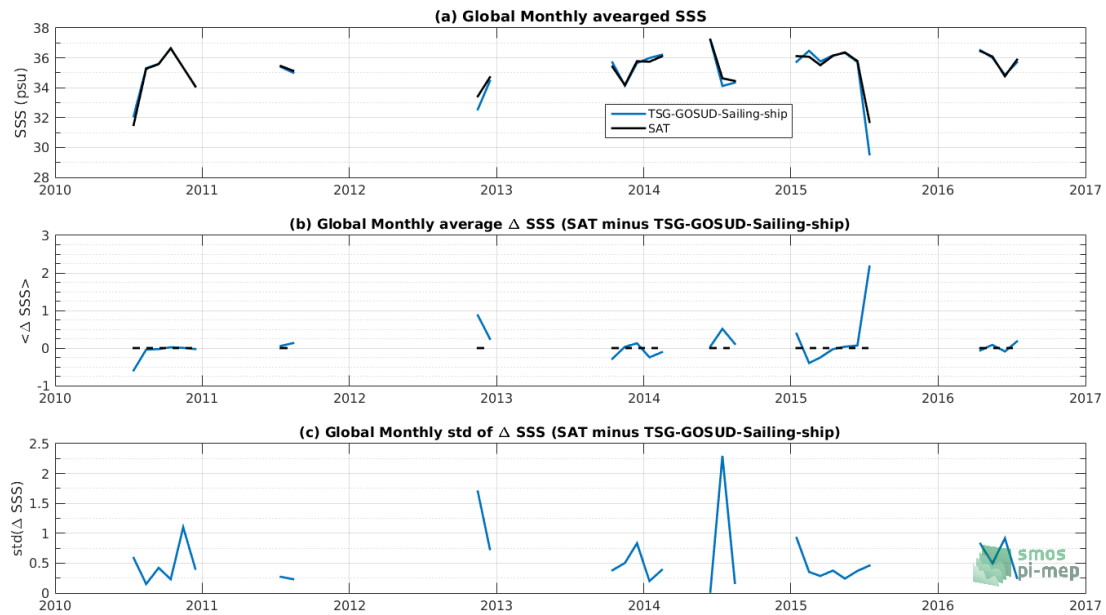 (a) Global Monthly avearged SSS
38
36
34
32
30
28
SSS (psu)
TSG-GOSUD-Sailing-ship
SAT
2010 2011 2012 2013 2014 2015 2016 2017
(b) Global Monthly average Δ SSS (SAT minus TSG-GOSUD-Sailing-ship)
3
2
1
0
-1
<Δ SSS>
2010 2011 2012 2013 2014 2015 2016 2017
(c) Global Monthly std of Δ SSS (SAT minus TSG-GOSUD-Sailing-ship)
2.5
2
1.5
1
0.5
0
std(Δ SSS)
smos
pi-mep
2010 2011 2012 2013 2014 2015 2016 2017